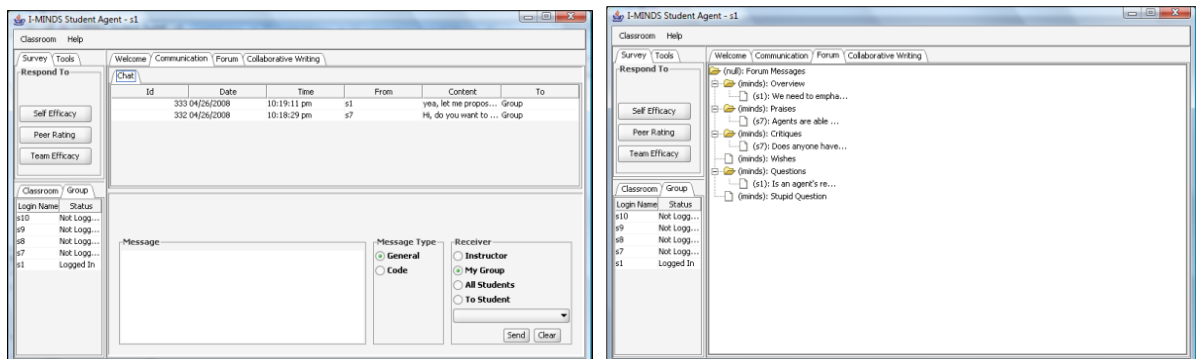 I-MINDS Student Agent - s1
Classroom Help
Survey Tools
Respond To
Self Efficacy
Peer Rating
Team Efficacy
Classroom Group
Login Name Status
s10 Not Logg...
s9 Not Logg...
s8 Not Logg...
s7 Not Logg...
s1 Logged In
Welcome Communication Forum Collaborative Writing
Chat
Id Date Time From Content To
333 04/26/2008 10:19:11 pm s1 yea, let me propos... Group
332 04/26/2008 10:18:29 pm s7 Hi, do you want to ... Group
Message
Message Type
General
Code
Receiver
Instructor
My Group
All Students
To Student
Send Clear
I-MINDS Student Agent - s1
Classroom Help
Survey Tools
Respond To
Self Efficacy
Peer Rating
Team Efficacy
Classroom Group
Login Name Status
s10 Not Logg...
s9 Not Logg...
s8 Not Logg...
s7 Not Logg...
s1 Logged In
Welcome Communication Forum Collaborative Writing
(null): Forum Messages
(iminds): Overview
(s1): We need to empha...
(iminds): Praises
(s7): Agents are able ...
(iminds): Critiques
(s7): Does anyone have...
(iminds): Wishes
(iminds): Questions
(s1): Is an agent's re...
(iminds): Stupid Question